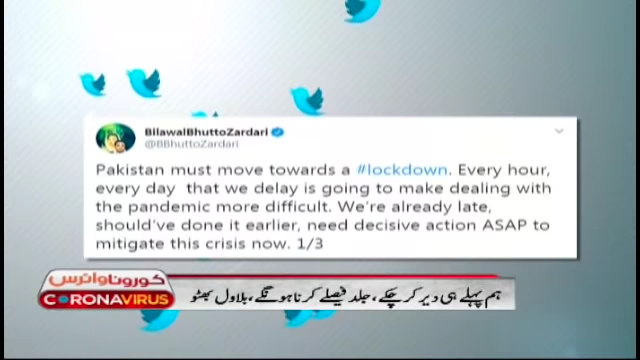 BilawalBhuttoZardari
@BBhuttoZardari
Pakistan must move towards a #lockdown. Every hour,
every day that we delay is going to make dealing with
the pandemic more difficult. We're already late,
should've done it earlier, need decisive action ASAP to
mitigate this crisis now. 1/3
کورونا وائرس
CORONAVIRUS
ہم پہلے ہی دیر کر چکے، جلد فیصلے کرنا ہونگے، بلاول بھٹو